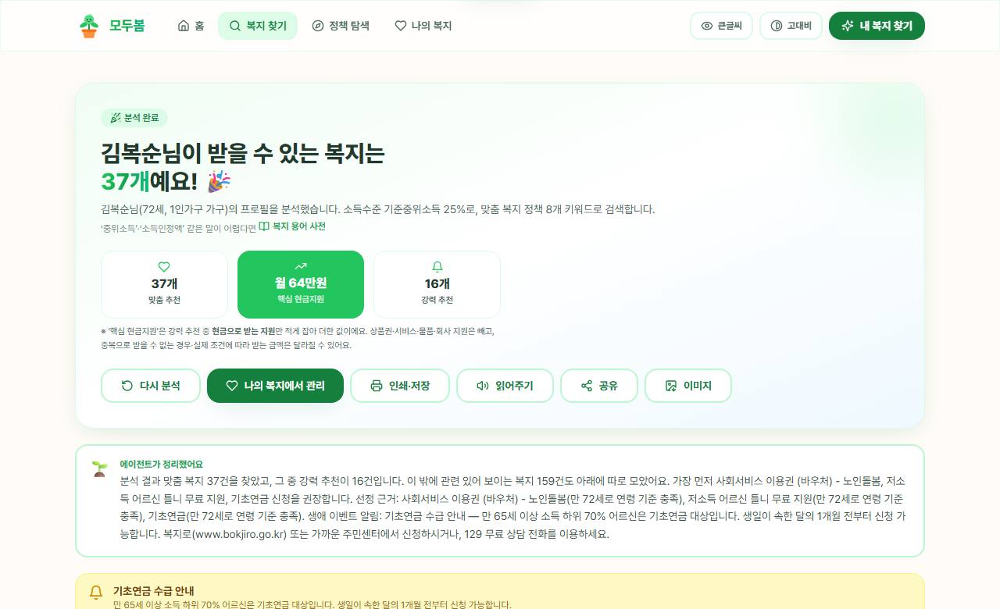 모두봄
홈
복지 찾기
정책 탐색
나의 복지
큰글씨
고대비
내 복지 찾기
분석 완료
김복순님이 받을 수 있는 복지는
37개예요!
김복순님(72세, 1인가구 가구)의 프로필을 분석했습니다. 소득수준 기준중위소득 25%로, 맞춤 복지 정책 8개 키워드로 검색합니다.
‘중위소득’·‘소득인정액’ 같은 말이 어렵다면 복지 용어 사전
37개
맞춤 추천
월 64만원
핵심 현금지원
16개
강력 추천
※ ‘핵심 현금지원’은 강력 추천 중 현금으로 받는 지원만 적게 잡아 더한 값이에요. 상품권·서비스·물품·회사 지원은 빼고,
중복으로 받을 수 없는 경우·실제 조건에 따라 받는 금액은 달라질 수 있어요.
다시 분석
나의 복지에서 관리
인쇄·저장
읽어주기
공유
이미지
에이전트가 정리했어요
분석 결과 맞춤 복지 37건을 찾았고, 그 중 강력 추천이 16건입니다. 이 밖에 관련 있어 보이는 복지 159건도 아래에 따로 모았어요. 가장 먼저 사회서비스 이용권 (바우처) - 노인돌봄, 저소
득 어르신 틀니 무료 지원, 기초연금 신청을 권장합니다. 선정 근거: 사회서비스 이용권 (바우처) - 노인돌봄(만 72세로 연령 기준 충족), 저소득 어르신 틀니 무료 지원(만 72세로 연령 기준
충족), 기초연금(만 72세로 연령 기준 충족). 생애 이벤트 알림: 기초연금 수급 안내 — 만 65세 이상 소득 하위 70% 어르신은 기초연금 대상입니다. 생일이 속한 달의 1개월 전부터 신청 가
능합니다. 복지로(www.bokjiro.go.kr) 또는 가까운 주민센터에서 신청하시거나, 129 무료 상담 전화를 이용하세요.
기초연금 수급 안내
만 65세 이상 소득 하위 70% 어르신은 기초연금 대상입니다. 생일이 속한 달의 1개월 전부터 신청 가능합니다.